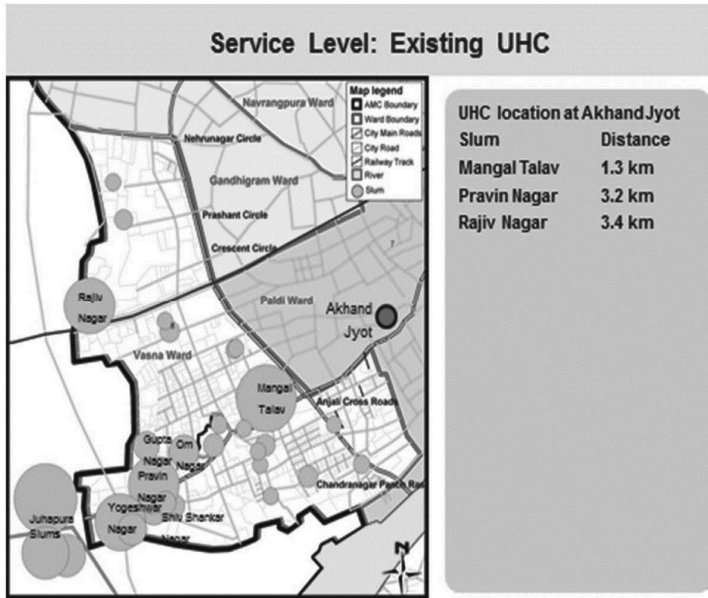 Service Level: Existing UHC
Map legend
AMC Boundary
Ward Boundary
City Main Roads
City Road
Railway Track
River
Slum
Navrangpura Ward
Nehrunagar Circle
Gandhigram Ward
Prashant Circle
Crescent Circle
7
Rajiv
Nagar
Paldi Ward
Akhand
Jyot
6
Vasna Ward
Mangal
Talav
Anjali Cross Roads
Gupta
Nagar
Om
Nagar
Pravin
Nagar
Chandranagar
Yogeshwar
Nagar
Shiv Shankar
Nagar
Juhapura
Slums
N
UHC location at Akhand Jyot
Slum Distance
Mangal Talav 1.3 km
Pravin Nagar 3.2 km
Rajiv Nagar 3.4 km